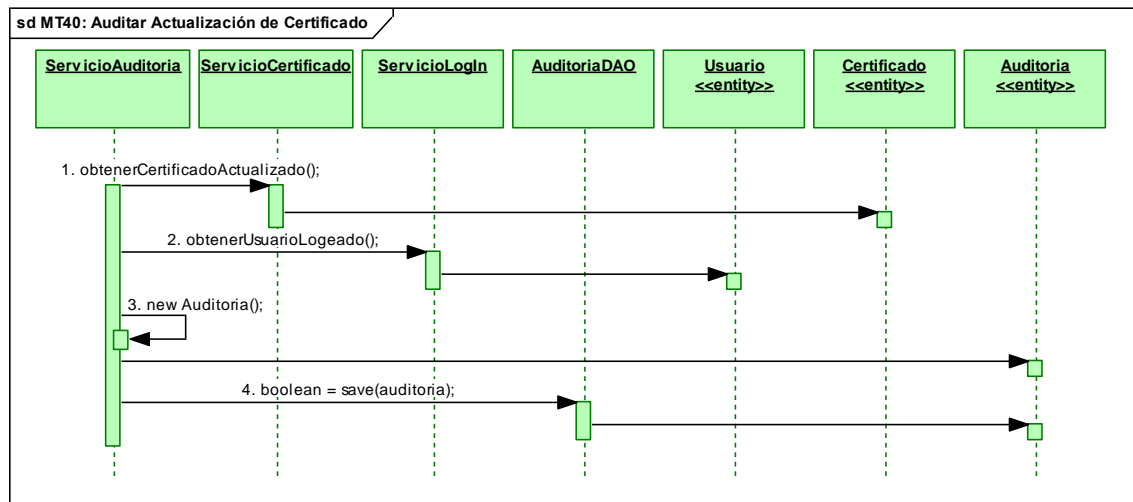 sd MT40: Auditar Actualización de Certificado
ServicioAuditoria
ServicioCertificado
ServicioLogIn
AuditoriaDAO
Usuario
<<entity>>
Certificado
<<entity>>
Auditoria
<<entity>>
1. obtenerCertificadoActualizado();
2. obtenerUsuarioLogeado();
3. new Auditoria();
4. boolean = save(auditoria);